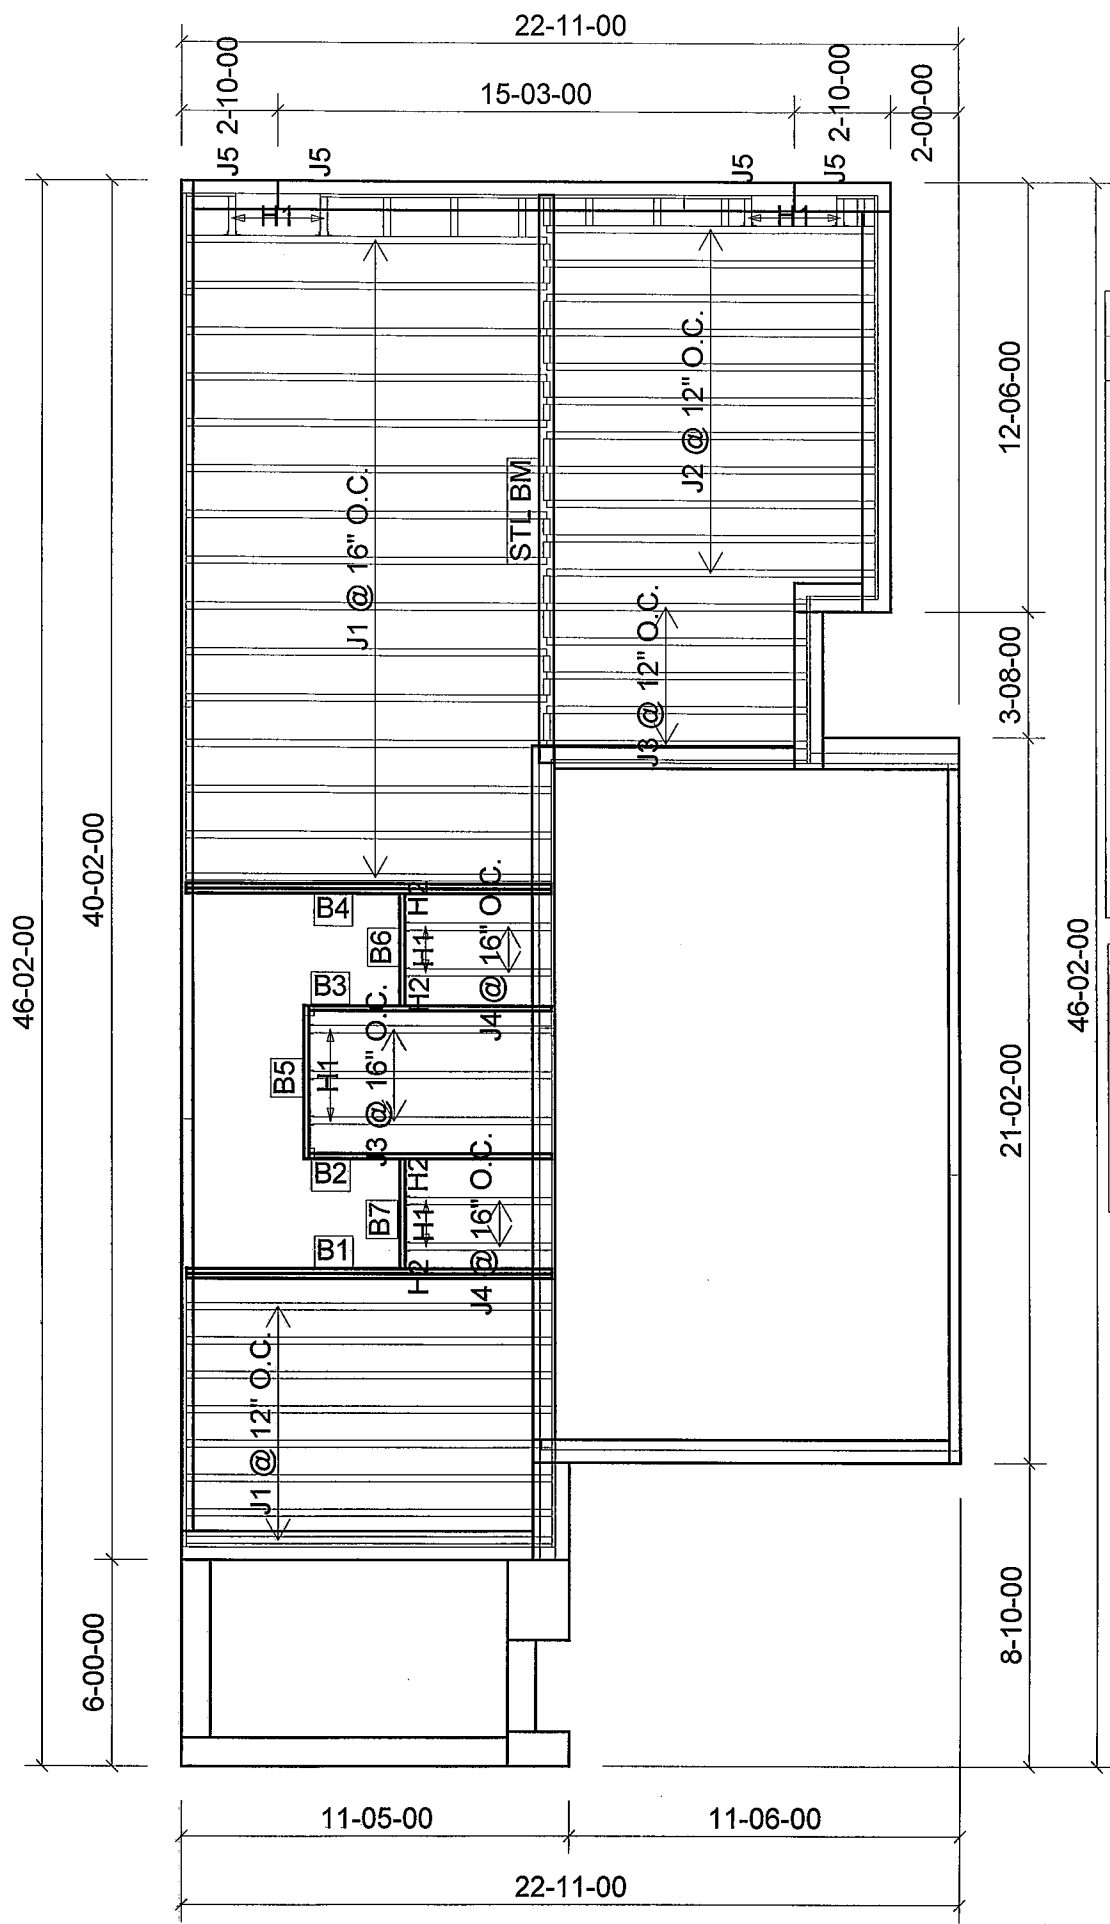 22-11-00
2-10-00
15-03-00
2-10-00
2-00-00
J5
J5
J5
J5
H1
H1
46-02-00
40-02-00
6-00-00
J1 @ 16" O.C.
STL BM
J2 @ 12" O.C.
J3 @ 12" O.C.
12-06-00
3-08-00
46-02-00
21-02-00
8-10-00
B4
B6
H2
H1
H2
J4 @ 16" O.C.
B3
B5
H1
J3 @ 16" O.C.
B2
B7
H2
H1
H2
J4 @ 16" O.C.
B1
J1 @ 12" O.C.
11-05-00
11-06-00
22-11-00